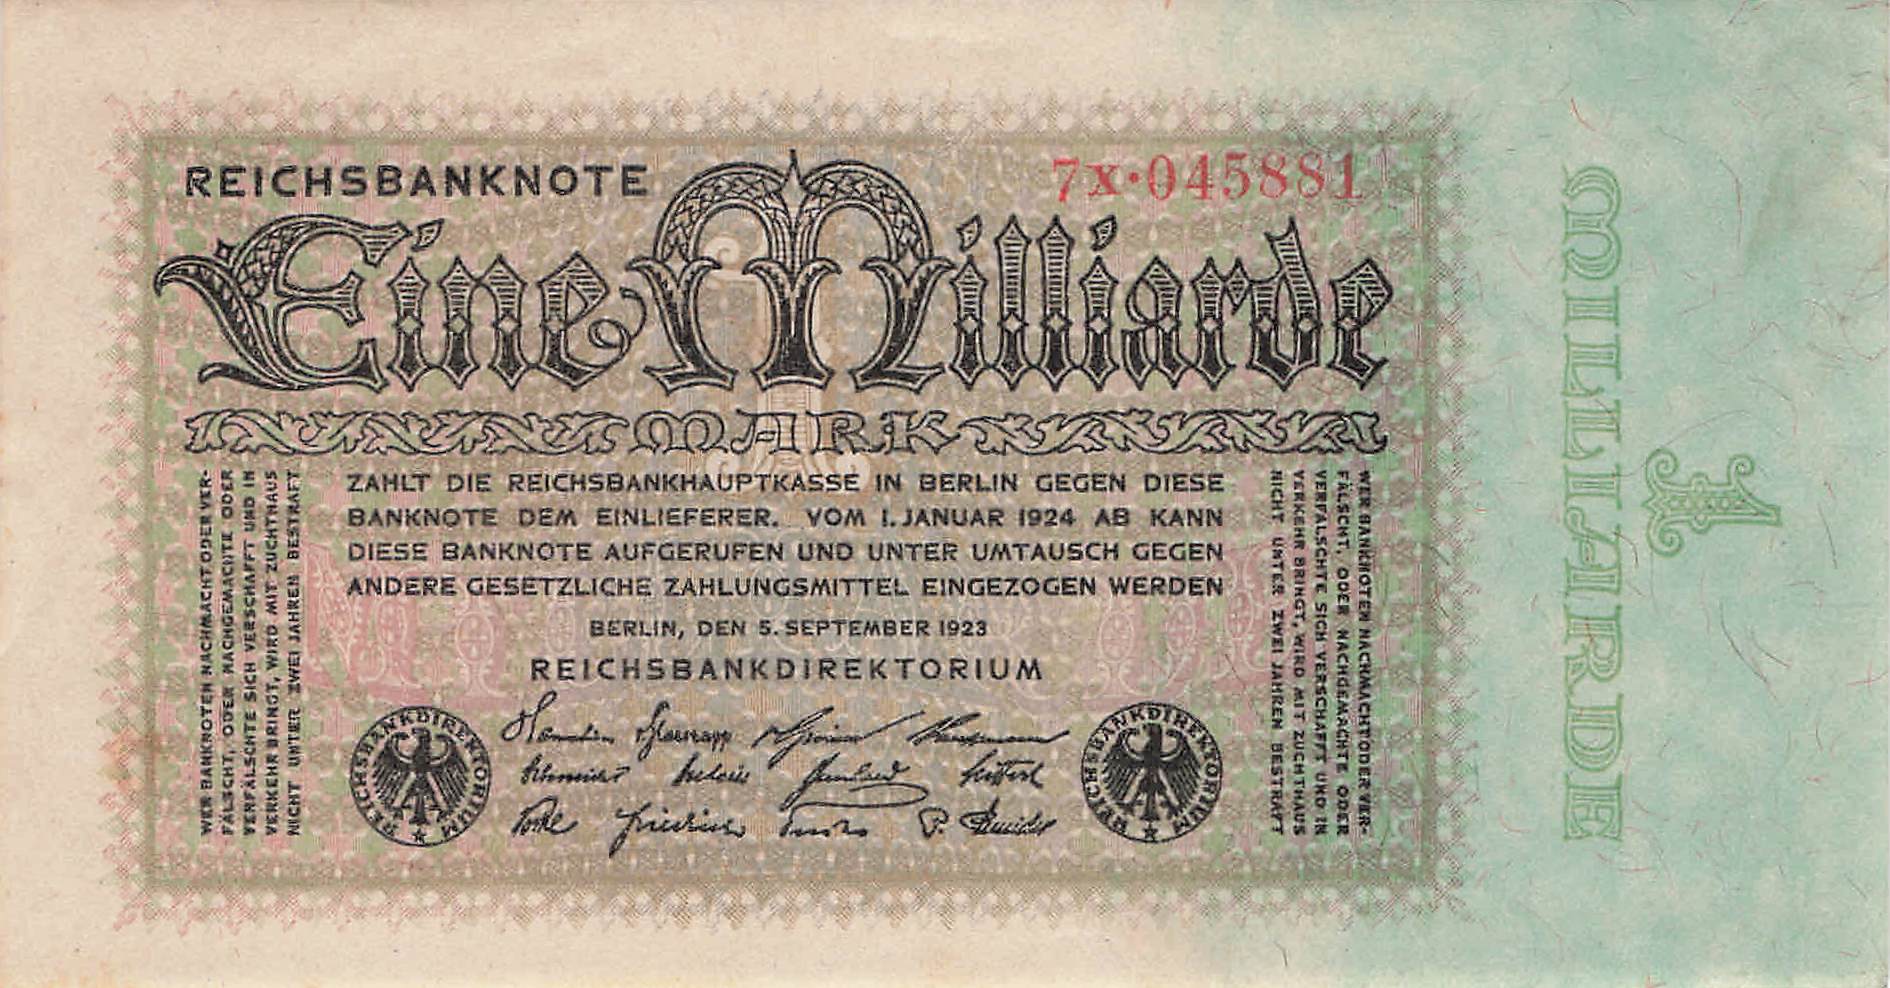 REICHSBANKNOTE
7X·045881
Eine Milliarde
MARK
ZAHLT DIE REICHSBANKHAUPTKASSE IN BERLIN GEGEN DIESE
BANKNOTE DEM EINLIEFERER. VOM 1. JANUAR 1924 AB KANN
DIESE BANKNOTE AUFGERUFEN UND UNTER UMTAUSCH GEGEN
ANDERE GESETZLICHE ZAHLUNGSMITTEL EINGEZOGEN WERDEN
BERLIN, DEN 5. SEPTEMBER 1923
REICHSBANKDIREKTORIUM
REICHSBANKDIREKTORIUM
REICHSBANKDIREKTORIUM
WER BANKNOTEN NACHMACHT ODER VER-
FÄLSCHT, ODER NACHGEMACHTE ODER
VERFÄLSCHTE SICH VERSCHAFFT UND IN
VERKEHR BRINGT, WIRD MIT ZUCHTHAUS
NICHT UNTER ZWEI JAHREN BESTRAFT
WER BANKNOTEN NACHMACHT ODER VER-
FÄLSCHT, ODER NACHGEMACHTE ODER
VERFÄLSCHTE SICH VERSCHAFFT UND IN
VERKEHR BRINGT, WIRD MIT ZUCHTHAUS
NICHT UNTER ZWEI JAHREN BESTRAFT
1
MILLIARDE